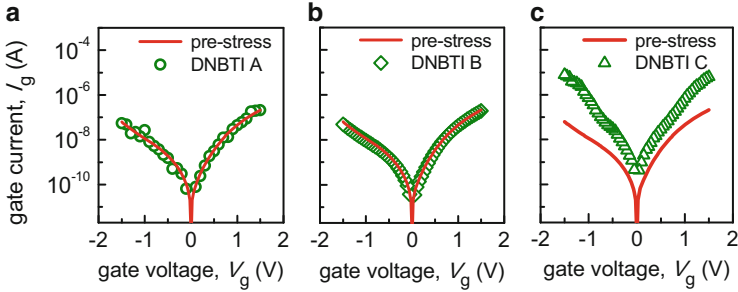 a
pre-stress
DNBTI A
gate current, I_g (A)
10^-4
10^-6
10^-8
10^-10
-2 -1 0 1 2
gate voltage, V_g (V)
b
pre-stress
DNBTI B
-2 -1 0 1 2
gate voltage, V_g (V)
c
pre-stress
DNBTI C
-2 -1 0 1 2
gate voltage, V_g (V)